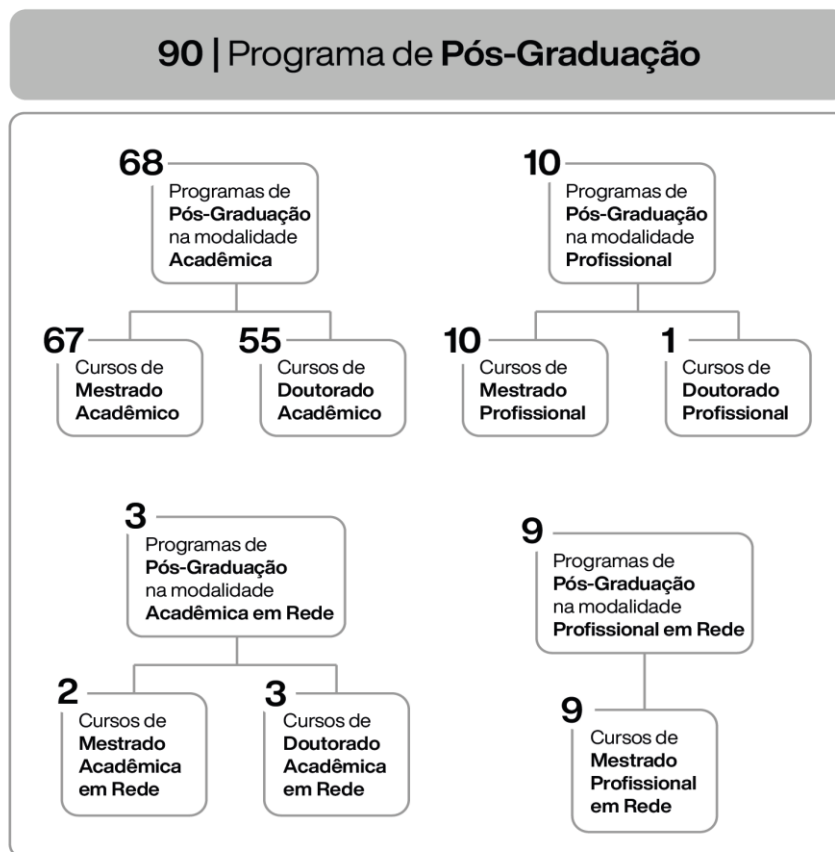 90 | Programa de Pós-Graduação
68
Programas de
Pós-Graduação
na modalidade
Acadêmica
67
Cursos de
Mestrado
Acadêmico
55
Cursos de
Doutorado
Acadêmico
10
Programas de
Pós-Graduação
na modalidade
Profissional
10
Cursos de
Mestrado
Profissional
1
Cursos de
Doutorado
Profissional
3
Programas de
Pós-Graduação
na modalidade
Acadêmica em Rede
2
Cursos de
Mestrado
Acadêmica
em Rede
3
Cursos de
Doutorado
Acadêmica
em Rede
9
Programas de
Pós-Graduação
na modalidade
Profissional em Rede
9
Cursos de
Mestrado
Profissional
em Rede